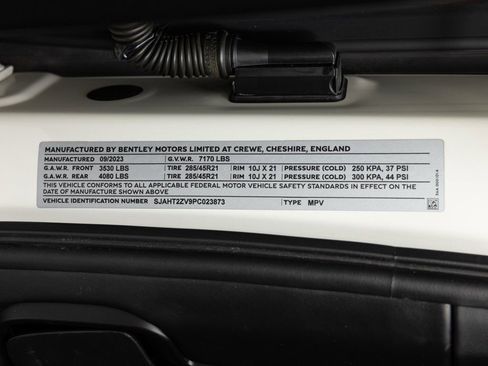 MANUFACTURED BY BENTLEY MOTORS LIMITED AT CREWE, CHESHIRE, ENGLAND
MANUFACTURED 09/2023 G.V.W.R. 7170 LBS
G.A.W.R. FRONT 3530 LBS TIRE 285/45R21 RIM 10J X 21 PRESSURE (COLD) 250 KPA, 37 PSI
G.A.W.R. REAR 4080 LBS TIRE 285/45R21 RIM 10J X 21 PRESSURE (COLD) 300 KPA, 44 PSI
THIS VEHICLE CONFORMS TO ALL APPLICABLE FEDERAL MOTOR VEHICLE SAFETY STANDARDS IN EFFECT ON THE DATE OF MANUFACTURE SHOWN ABOVE
VEHICLE IDENTIFICATION NUMBER SJAHT2ZV9PC023873 TYPE MPV